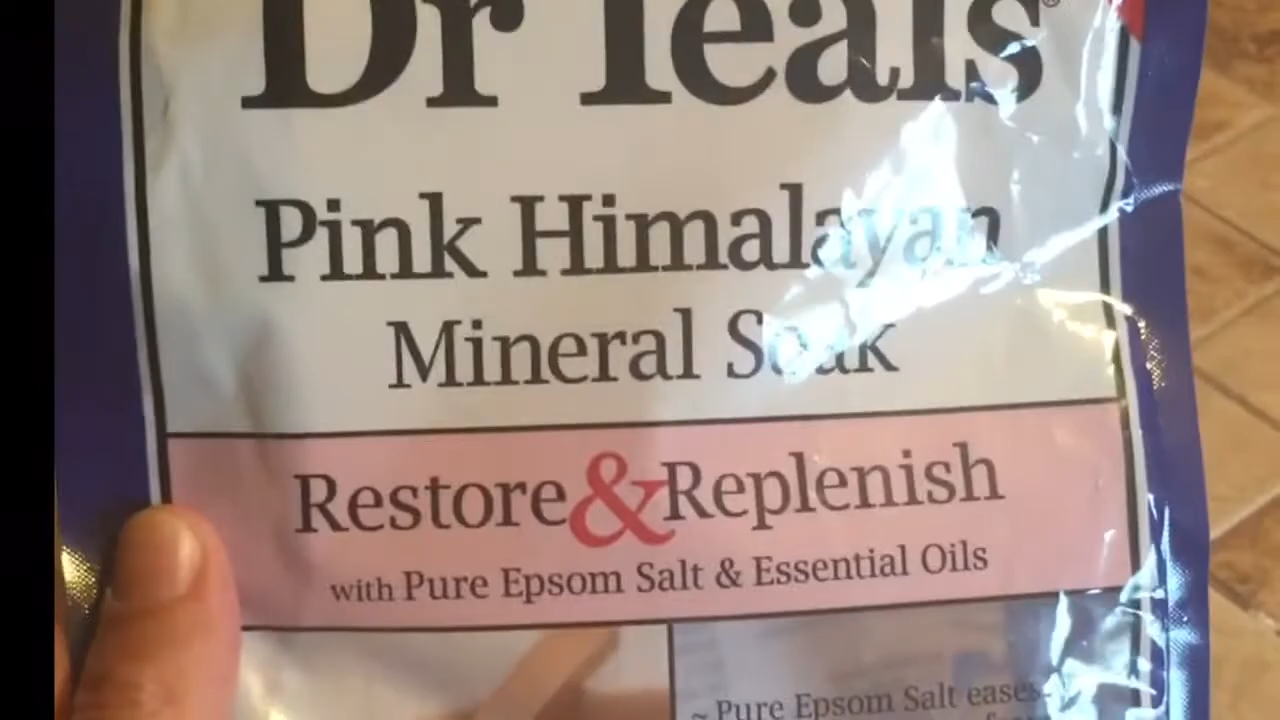 Dr Teals®
Pink Himalayan
Mineral Soak
Restore & Replenish
with Pure Epsom Salt & Essential Oils
~ Pure Epsom Salt eases